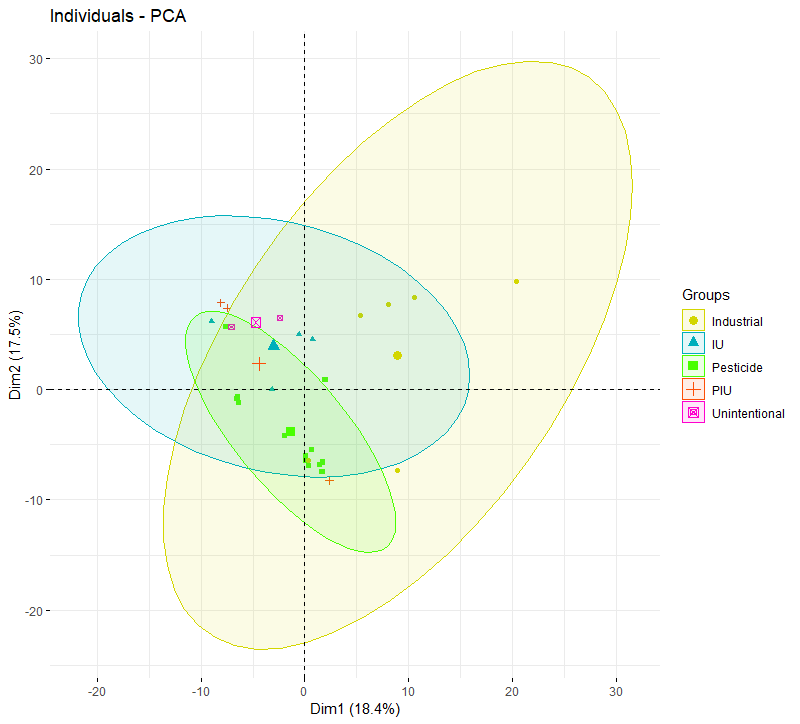 Individuals - PCA
30
20
10
0
-10
-20
Dim2 (17.5%)
-20
-10
0
10
20
30
Dim1 (18.4%)
Groups
Industrial
IU
Pesticide
PIU
Unintentional